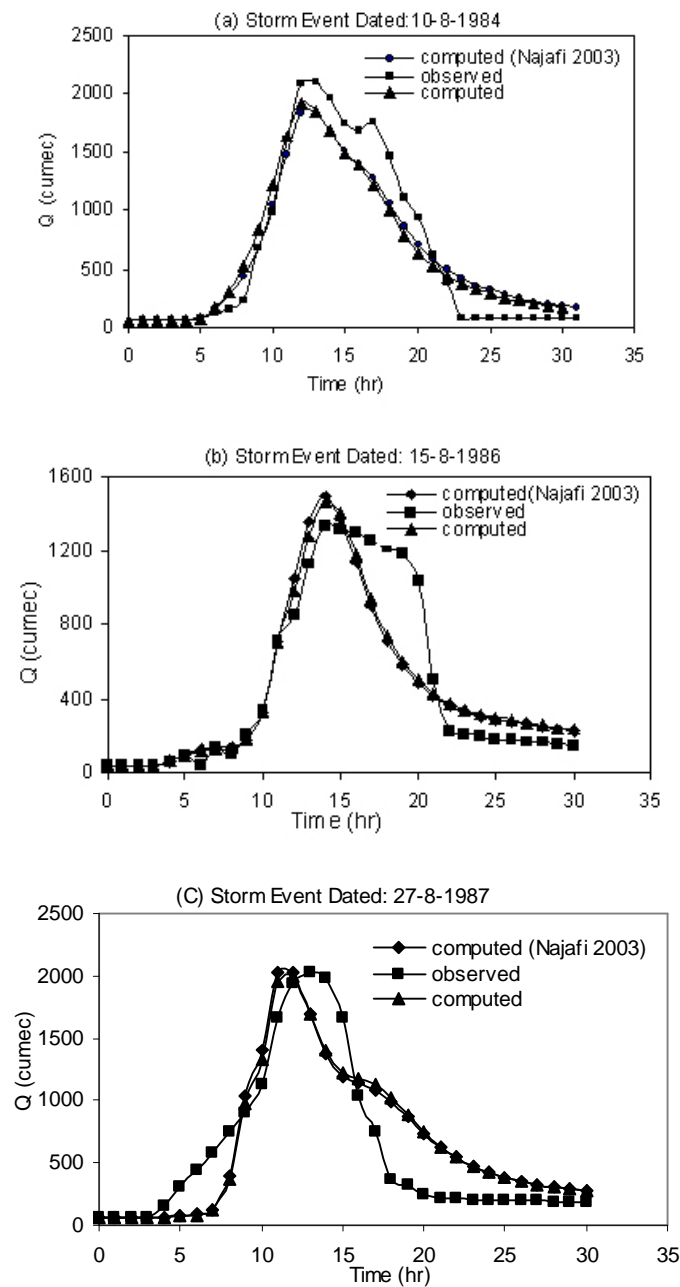 (a) Storm Event Dated:10-8-1984
2500
2000
1500
1000
500
0
Q (cumec)
computed (Najafi 2003)
observed
computed
0 5 10 15 20 25 30 35
Time (hr)
(b) Storm Event Dated: 15-8-1986
1600
1200
800
400
0
Q (cumec)
computed(Najafi 2003)
observed
computed
0 5 10 15 20 25 30 35
Time (hr)
(C) Storm Event Dated: 27-8-1987
2500
2000
1500
1000
500
0
Q (cumec)
computed (Najafi 2003)
observed
computed
0 5 10 15 20 25 30 35
Time (hr)